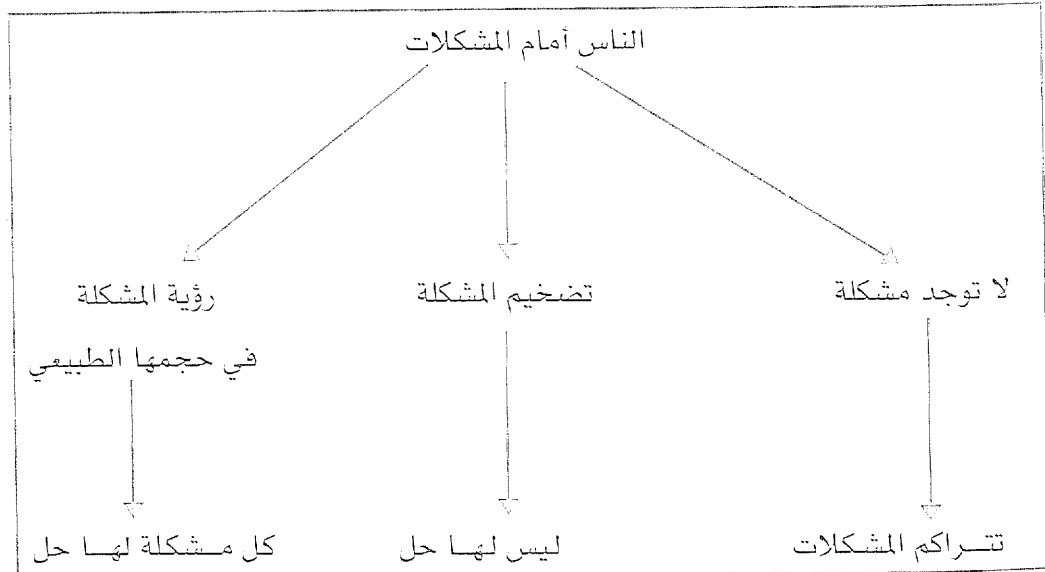 الناس أمام المشكلات
لا توجد مشكلة
تضخيم المشكلة
رؤية المشكلة
في حجمها الطبيعي
تتراكم المشكلات
ليس لها حل
كل مشكلة لها حل